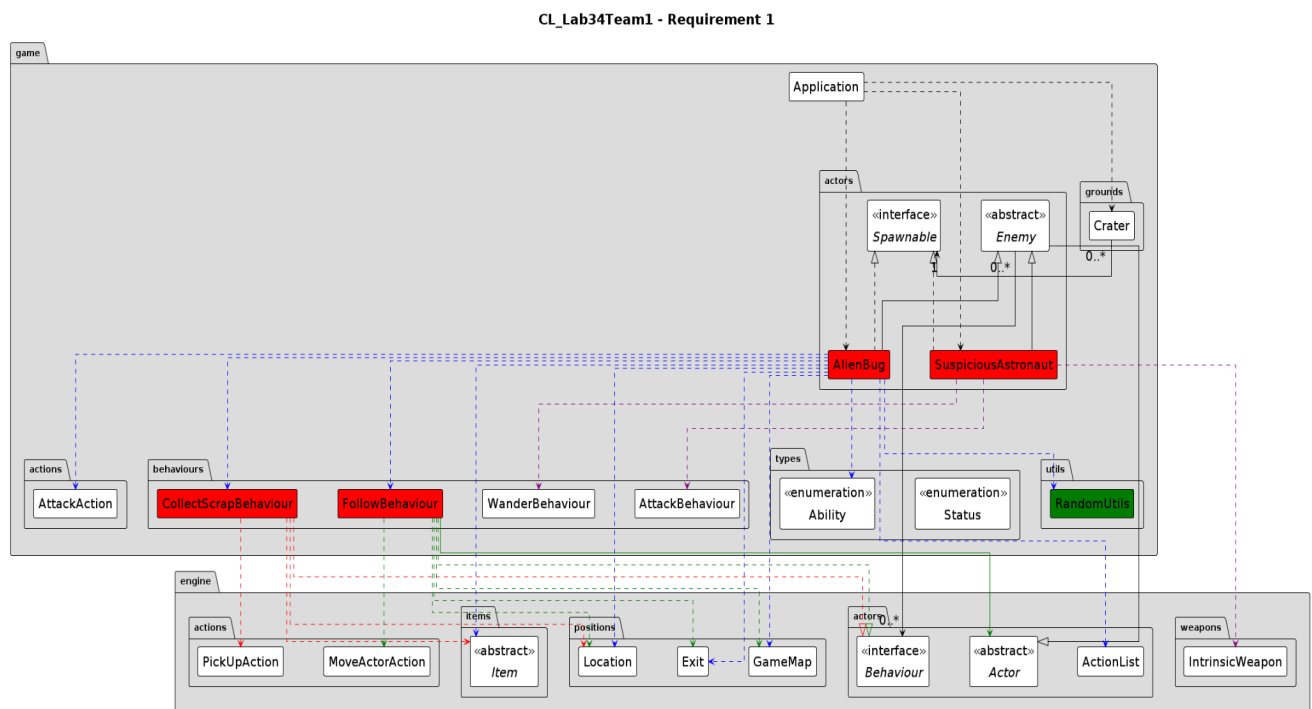 CL_Lab34Team1 - Requirement 1
game
Application
actors
grounds
«interface»
Spawnable
«abstract»
Enemy
Crater
1
0..*
0..*
AlienBug
SuspiciousAstronaut
actions
AttackAction
behaviours
CollectScrapBehaviour
FollowBehaviour
WanderBehaviour
AttackBehaviour
types
«enumeration»
Ability
«enumeration»
Status
utils
RandomUtils
engine
actions
PickUpAction
MoveActorAction
items
«abstract»
Item
positions
Location
Exit
GameMap
actors
0..*
«interface»
Behaviour
«abstract»
Actor
ActionList
weapons
IntrinsicWeapon